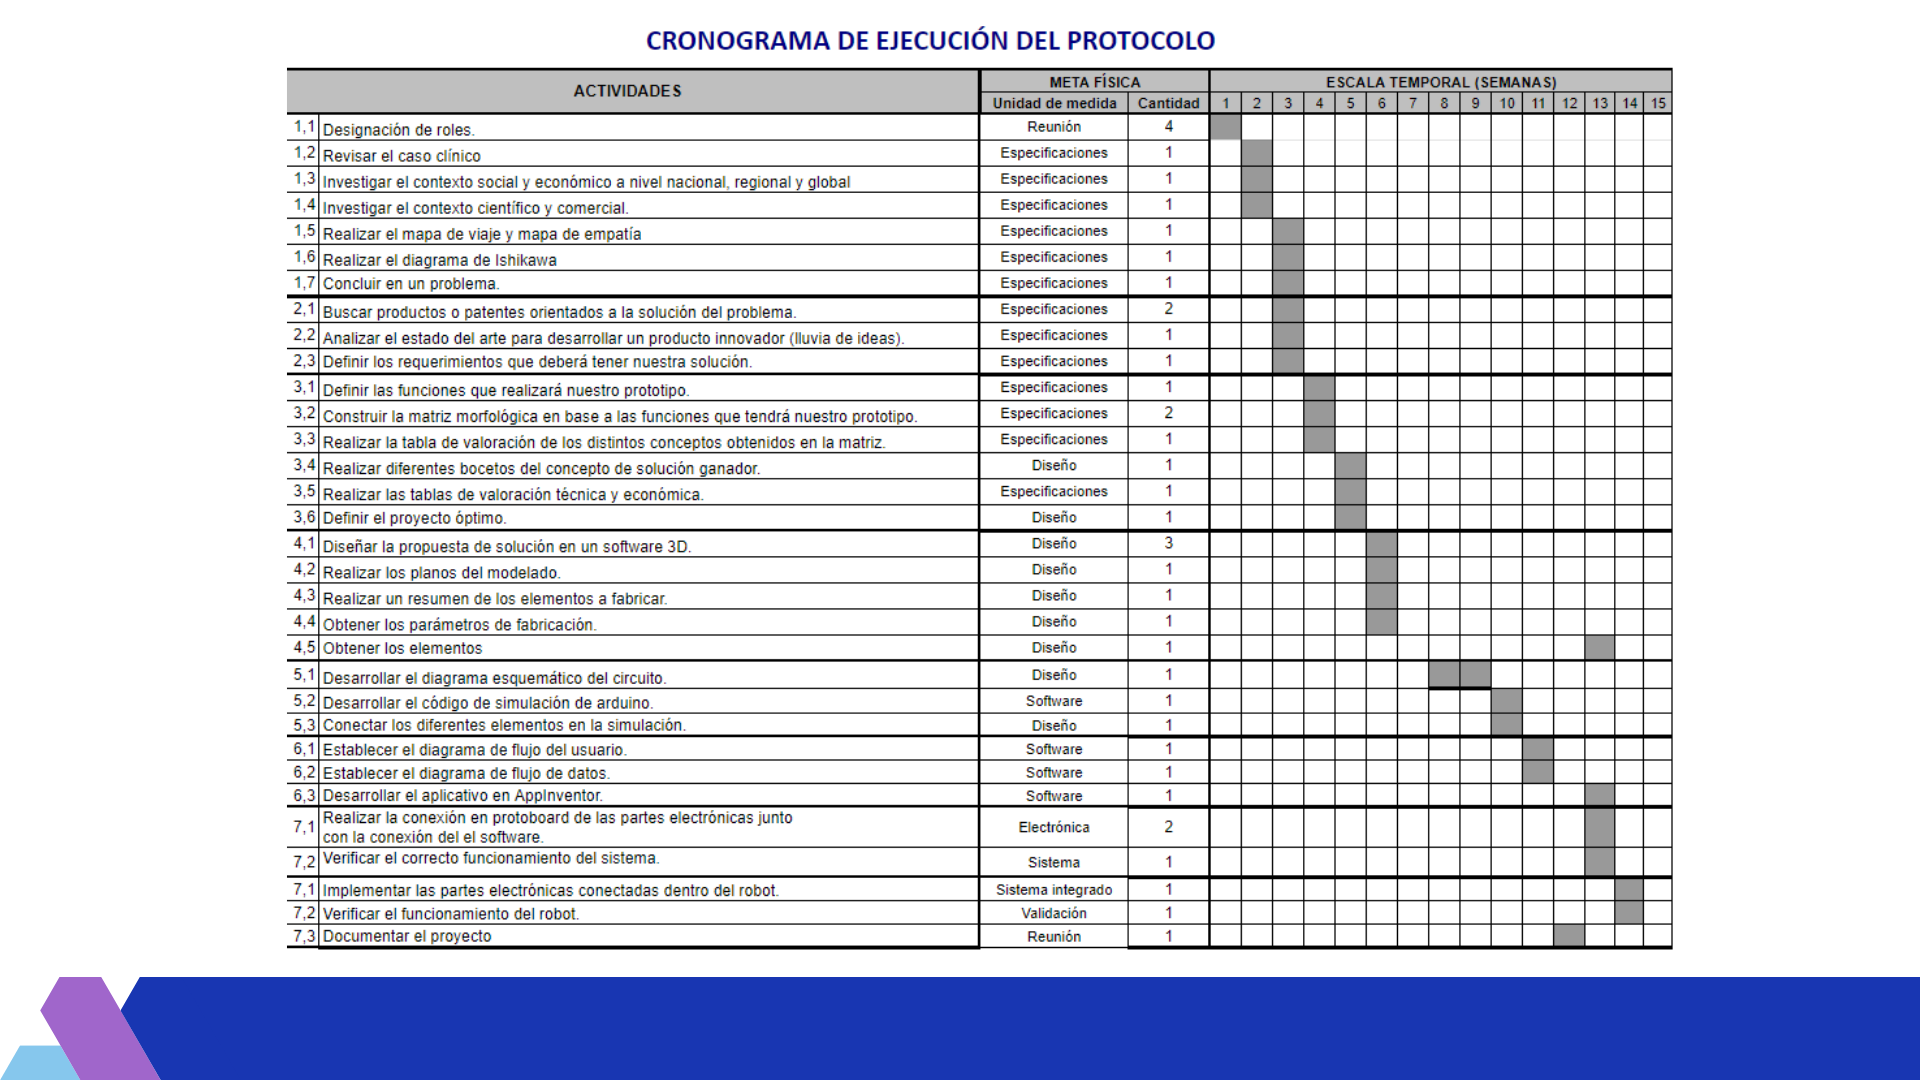 CRONOGRAMA DE EJECUCIÓN DEL PROTOCOLO
ACTIVIDADES META FÍSICA ESCALA TEMPORAL (SEMANAS)
Unidad de medida Cantidad 1 2 3 4 5 6 7 8 9 10 11 12 13 14 15
1,1 Designación de roles. Reunión 4
1,2 Revisar el caso clínico Especificaciones 1
1,3 Investigar el contexto social y económico a nivel nacional, regional y global Especificaciones 1
1,4 Investigar el contexto científico y comercial. Especificaciones 1
1,5 Realizar el mapa de viaje y mapa de empatía Especificaciones 1
1,6 Realizar el diagrama de Ishikawa Especificaciones 1
1,7 Concluir en un problema. Especificaciones 1
2,1 Buscar productos o patentes orientados a la solución del problema. Especificaciones 2
2,2 Analizar el estado del arte para desarrollar un producto innovador (lluvia de ideas). Especificaciones 1
2,3 Definir los requerimientos que deberá tener nuestra solución. Especificaciones 1
3,1 Definir las funciones que realizará nuestro prototipo. Especificaciones 1
3,2 Construir la matriz morfológica en base a las funciones que tendrá nuestro prototipo. Especificaciones 2
3,3 Realizar la tabla de valoración de los distintos conceptos obtenidos en la matriz. Especificaciones 1
3,4 Realizar diferentes bocetos del concepto de solución ganador. Diseño 1
3,5 Realizar las tablas de valoración técnica y económica. Especificaciones 1
3,6 Definir el proyecto óptimo. Diseño 1
4,1 Diseñar la propuesta de solución en un software 3D. Diseño 3
4,2 Realizar los planos del modelado. Diseño 1
4,3 Realizar un resumen de los elementos a fabricar. Diseño 1
4,4 Obtener los parámetros de fabricación. Diseño 1
4,5 Obtener los elementos Diseño 1
5,1 Desarrollar el diagrama esquemático del circuito. Diseño 1
5,2 Desarrollar el código de simulación de arduino. Software 1
5,3 Conectar los diferentes elementos en la simulación. Diseño 1
6,1 Establecer el diagrama de flujo del usuario. Software 1
6,2 Establecer el diagrama de flujo de datos. Software 1
6,3 Desarrollar el aplicativo en AppInventor. Software 1
7,1 Realizar la conexión en protoboard de las partes electrónicas junto
con la conexión del el software. Electrónica 2
7,2 Verificar el correcto funcionamiento del sistema. Sistema 1
7,1 Implementar las partes electrónicas conectadas dentro del robot. Sistema integrado 1
7,2 Verificar el funcionamiento del robot. Validación 1
7,3 Documentar el proyecto Reunión 1